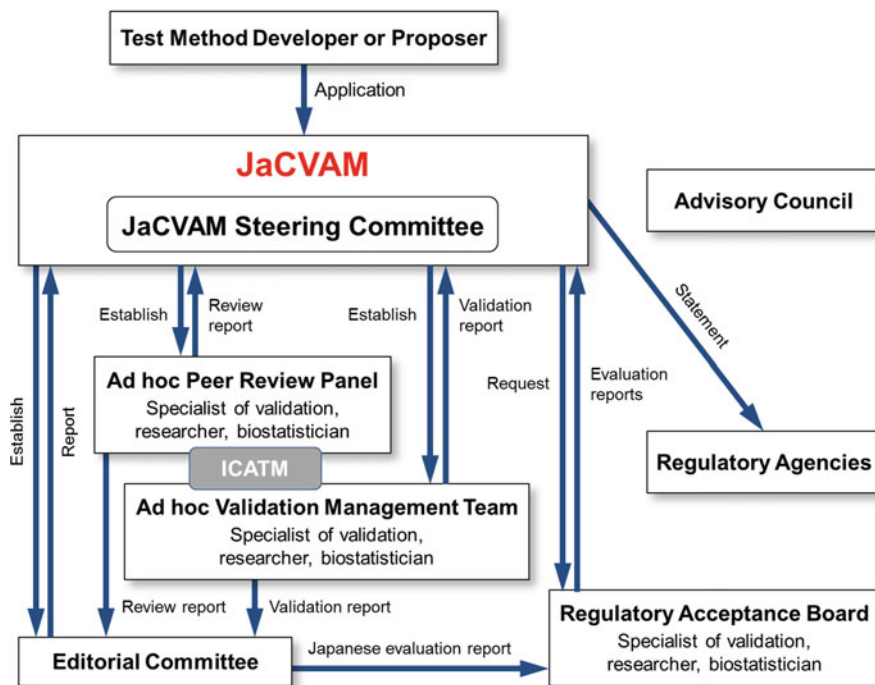 Test Method Developer or Proposer
Application
JaCVAM
JaCVAM Steering Committee
Advisory Council
Statement
Establish
Review
report
Establish
Validation
report
Establish
Report
Request
Evaluation
reports
Ad hoc Peer Review Panel
Specialist of validation,
researcher, biostatistician
ICATM
Regulatory Agencies
Ad hoc Validation Management Team
Specialist of validation,
researcher, biostatistician
Review report
Validation report
Regulatory Acceptance Board
Specialist of validation,
researcher, biostatistician
Editorial Committee
Japanese evaluation report